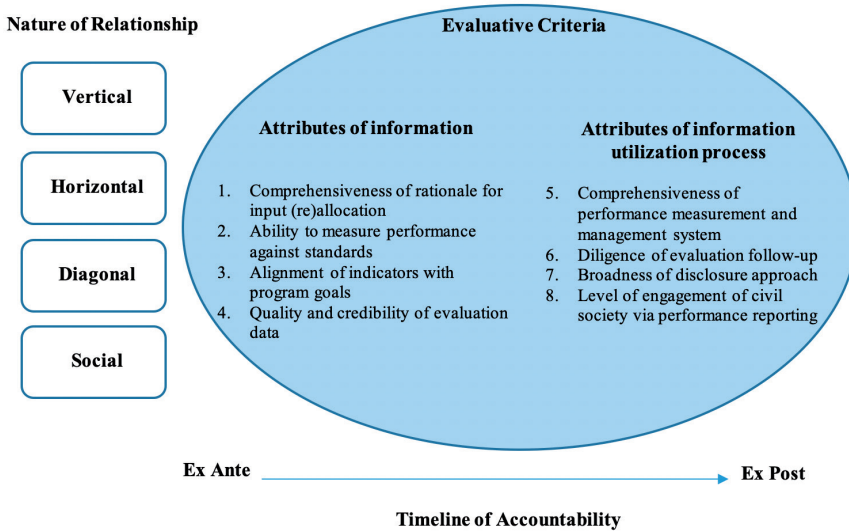 Nature of Relationship
Vertical
Horizontal
Diagonal
Social
Evaluative Criteria
Attributes of information
1. Comprehensiveness of rationale for
input (re)allocation
2. Ability to measure performance
against standards
3. Alignment of indicators with
program goals
4. Quality and credibility of evaluation
data
Attributes of information
utilization process
5. Comprehensiveness of
performance measurement and
management system
6. Diligence of evaluation follow-up
7. Broadness of disclosure approach
8. Level of engagement of civil
society via performance reporting
Ex Ante
Ex Post
Timeline of Accountability